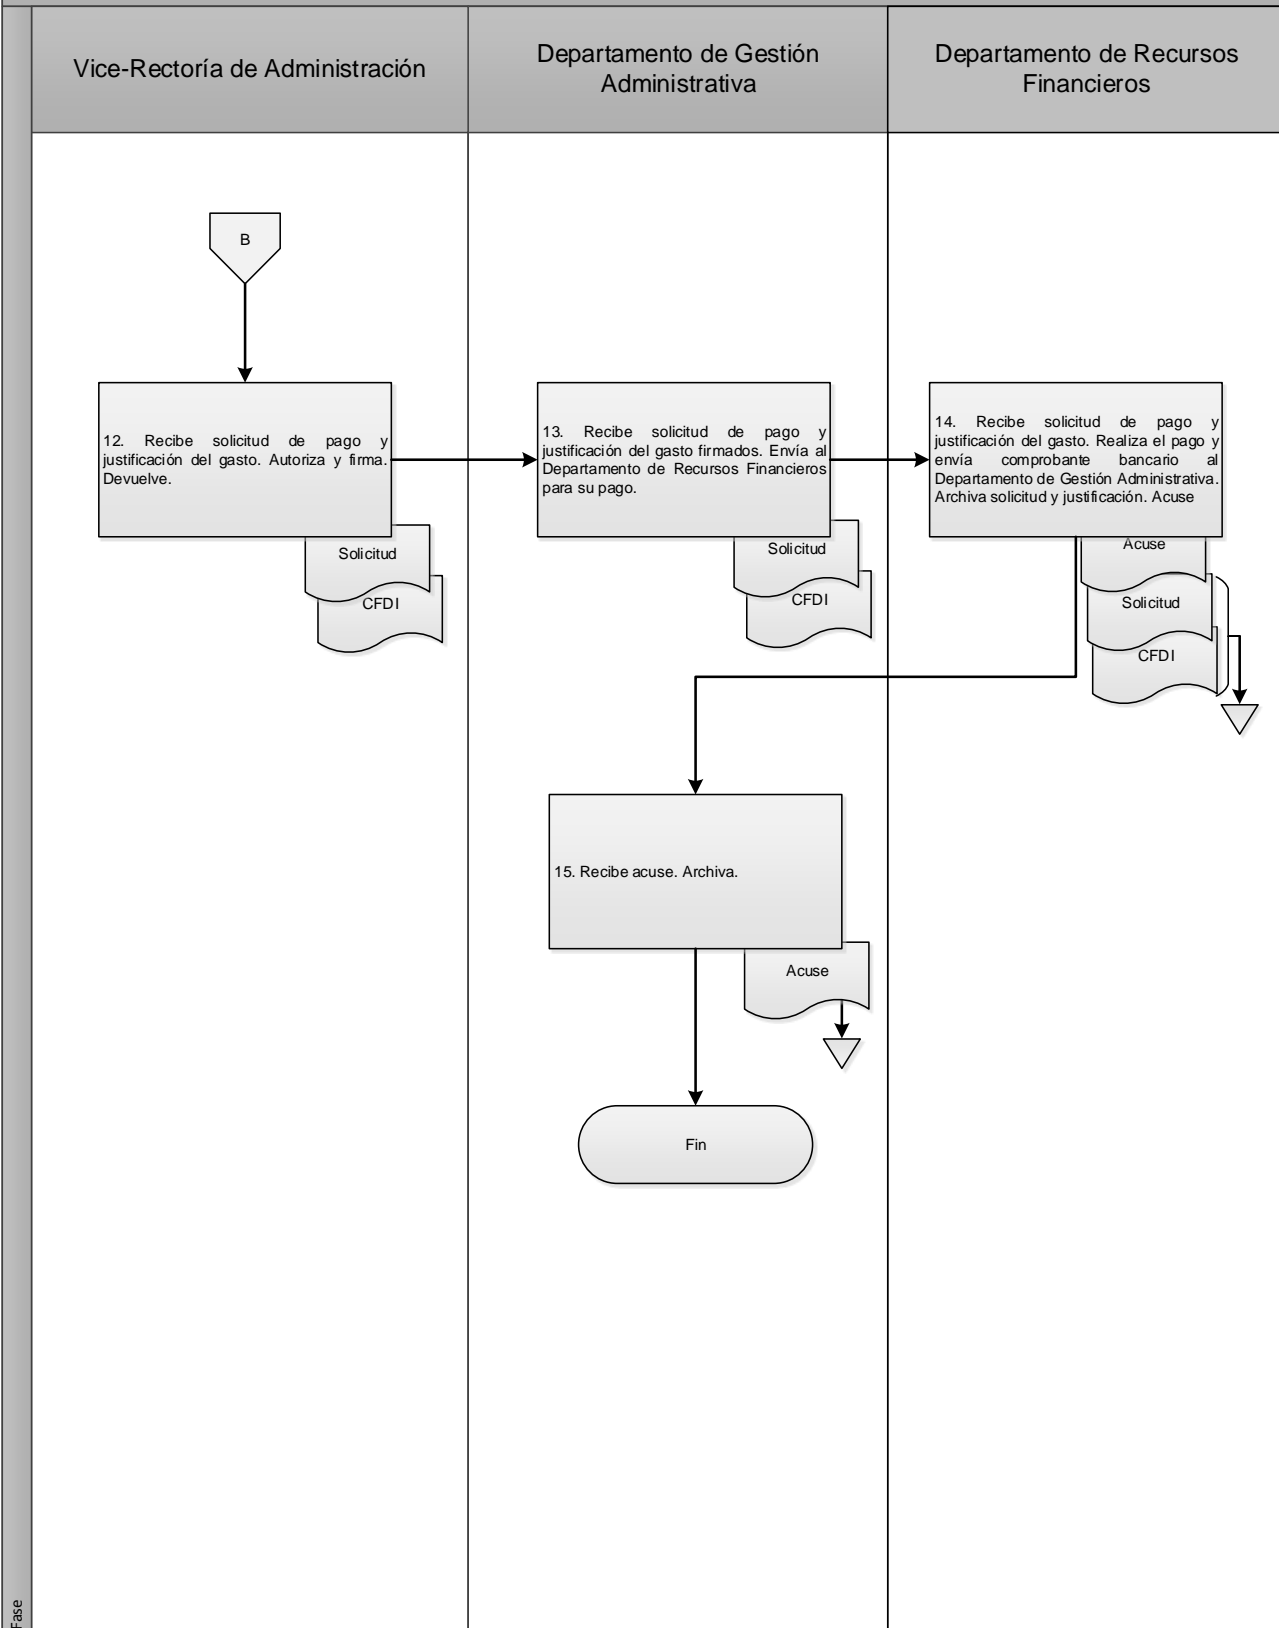 Vice-Rectoría de Administración
Departamento de Gestión
Administrativa
Departamento de Recursos
Financieros
B
12. Recibe solicitud de pago y
justificación del gasto. Autoriza y firma.
Devuelve.
Solicitud
CFDI
13. Recibe solicitud de pago y
justificación del gasto firmados. Envía al
Departamento de Recursos Financieros
para su pago.
Solicitud
CFDI
14. Recibe solicitud de pago y
justificación del gasto. Realiza el pago y
envía comprobante bancario al
Departamento de Gestión Administrativa.
Archiva solicitud y justificación. Acuse
Acuse
Solicitud
CFDI
15. Recibe acuse. Archiva.
Acuse
Fin
Fase